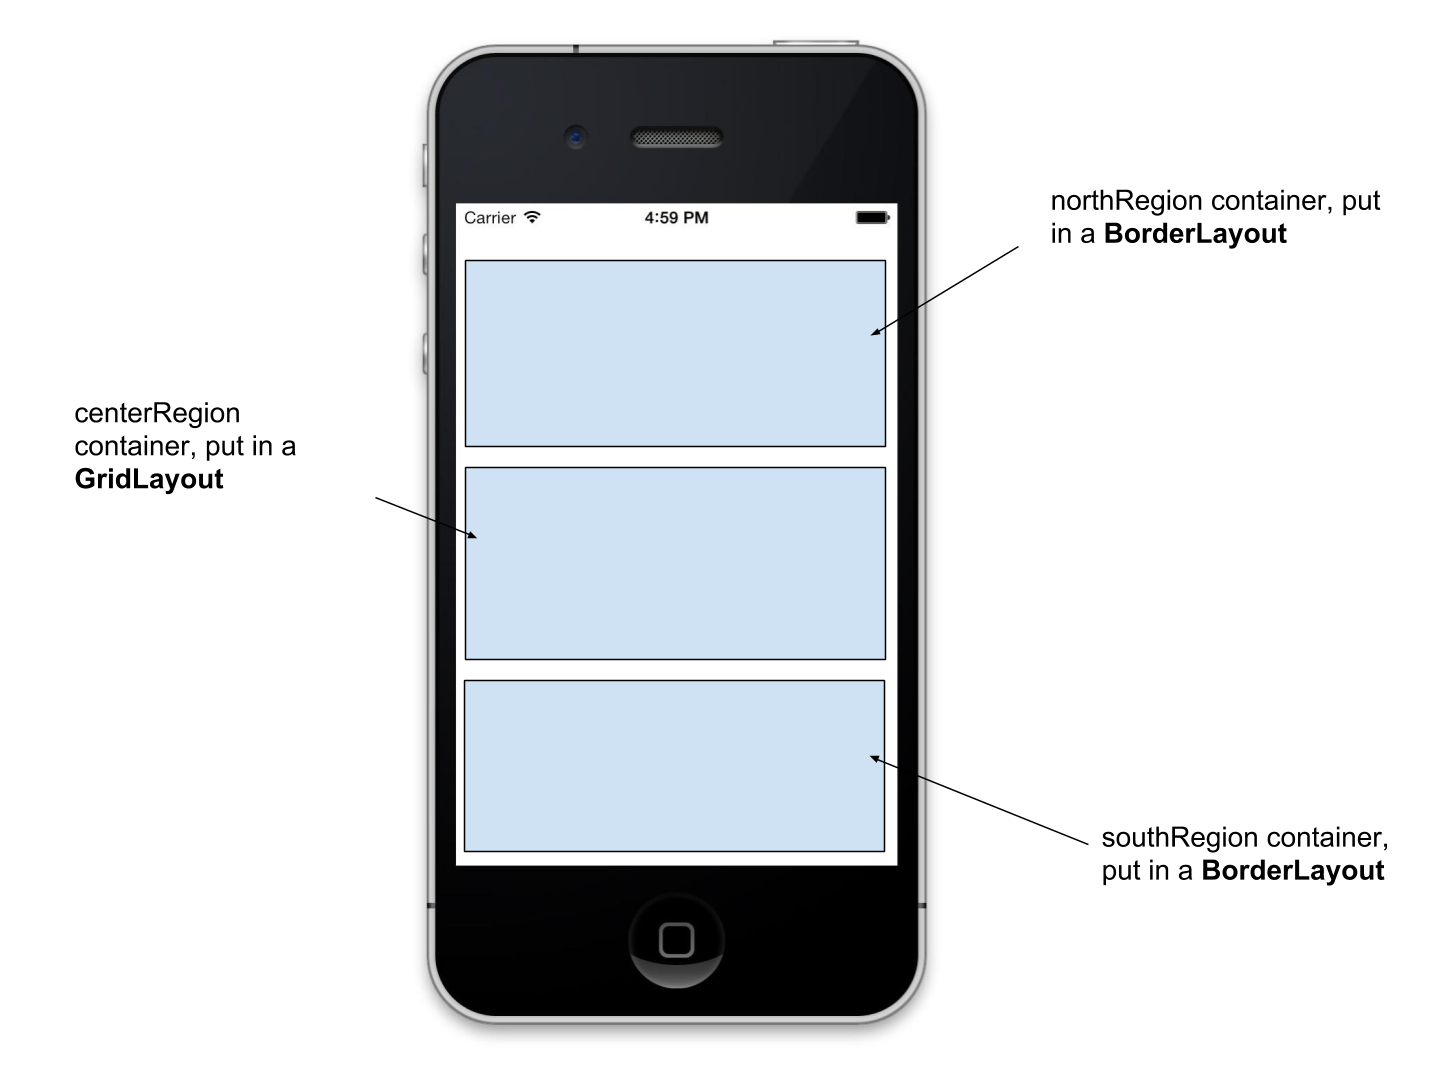 northRegion container, put
in a BorderLayout
Carrier 4:59 PM
centerRegion
container, put in a
GridLayout
southRegion container,
put in a BorderLayout